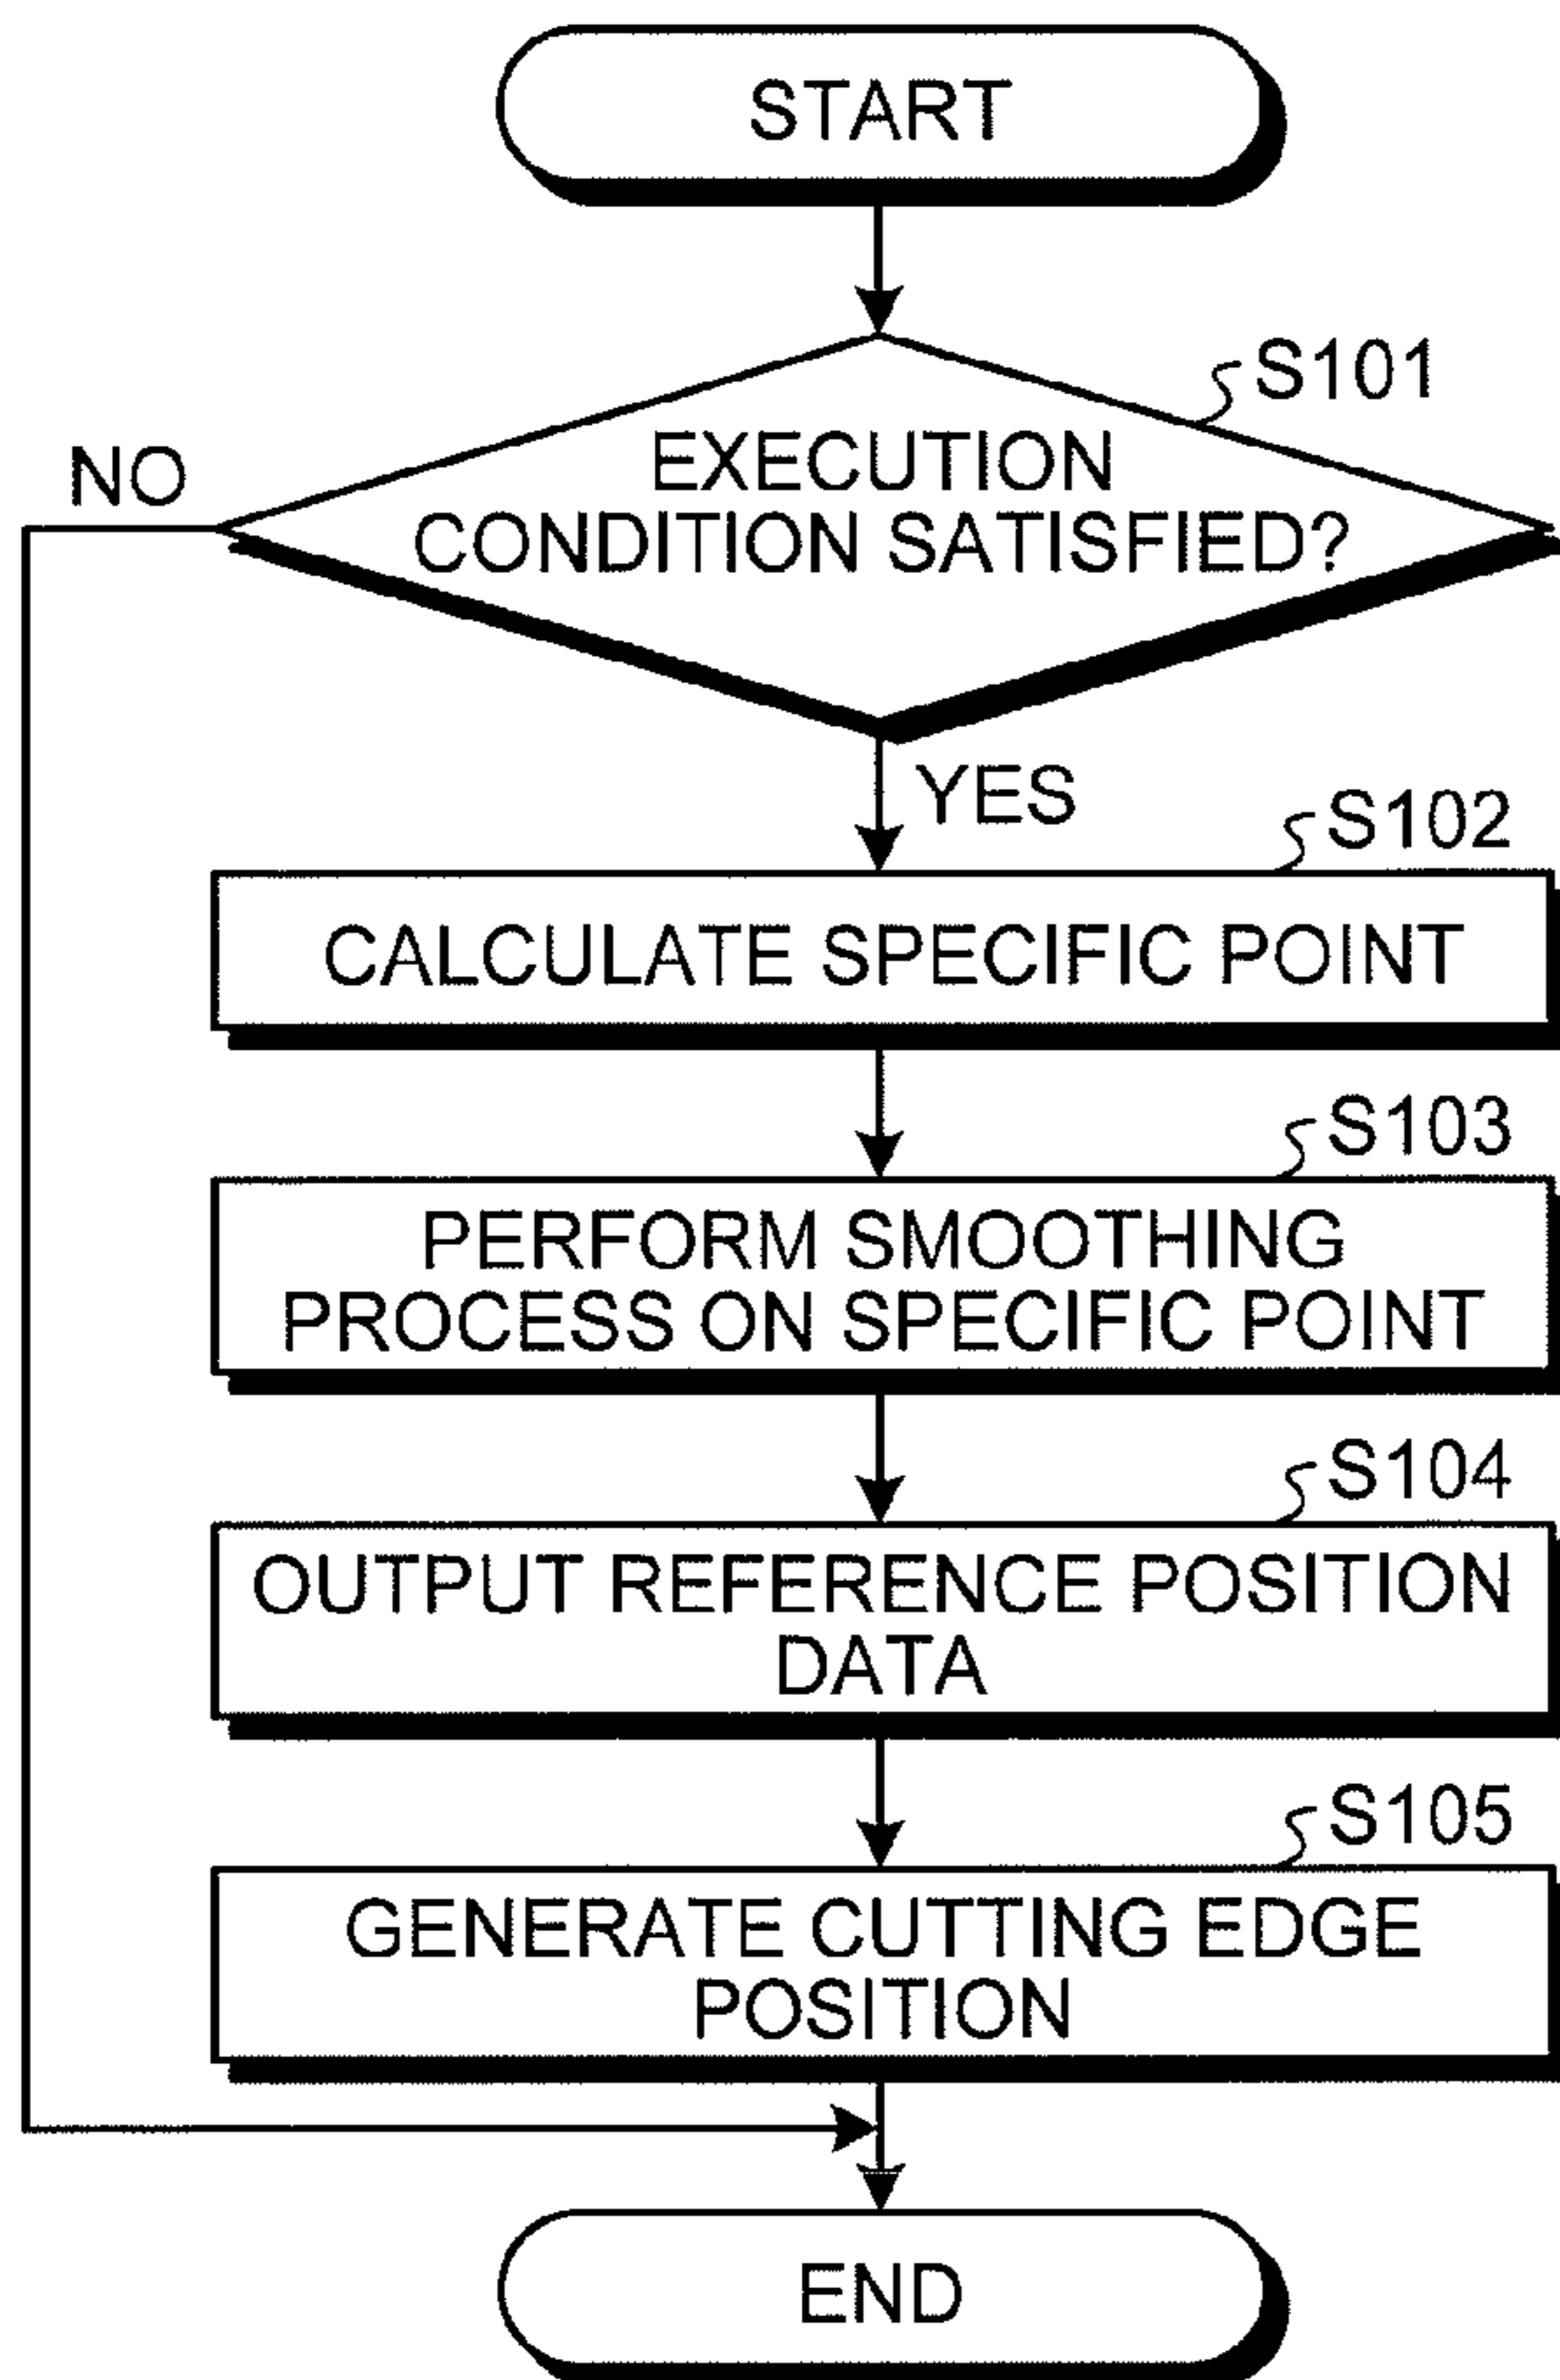 START
S101
NO
EXECUTION
CONDITION SATISFIED?
YES
S102
CALCULATE SPECIFIC POINT
S103
PERFORM SMOOTHING
PROCESS ON SPECIFIC POINT
S104
OUTPUT REFERENCE POSITION
DATA
S105
GENERATE CUTTING EDGE
POSITION
END